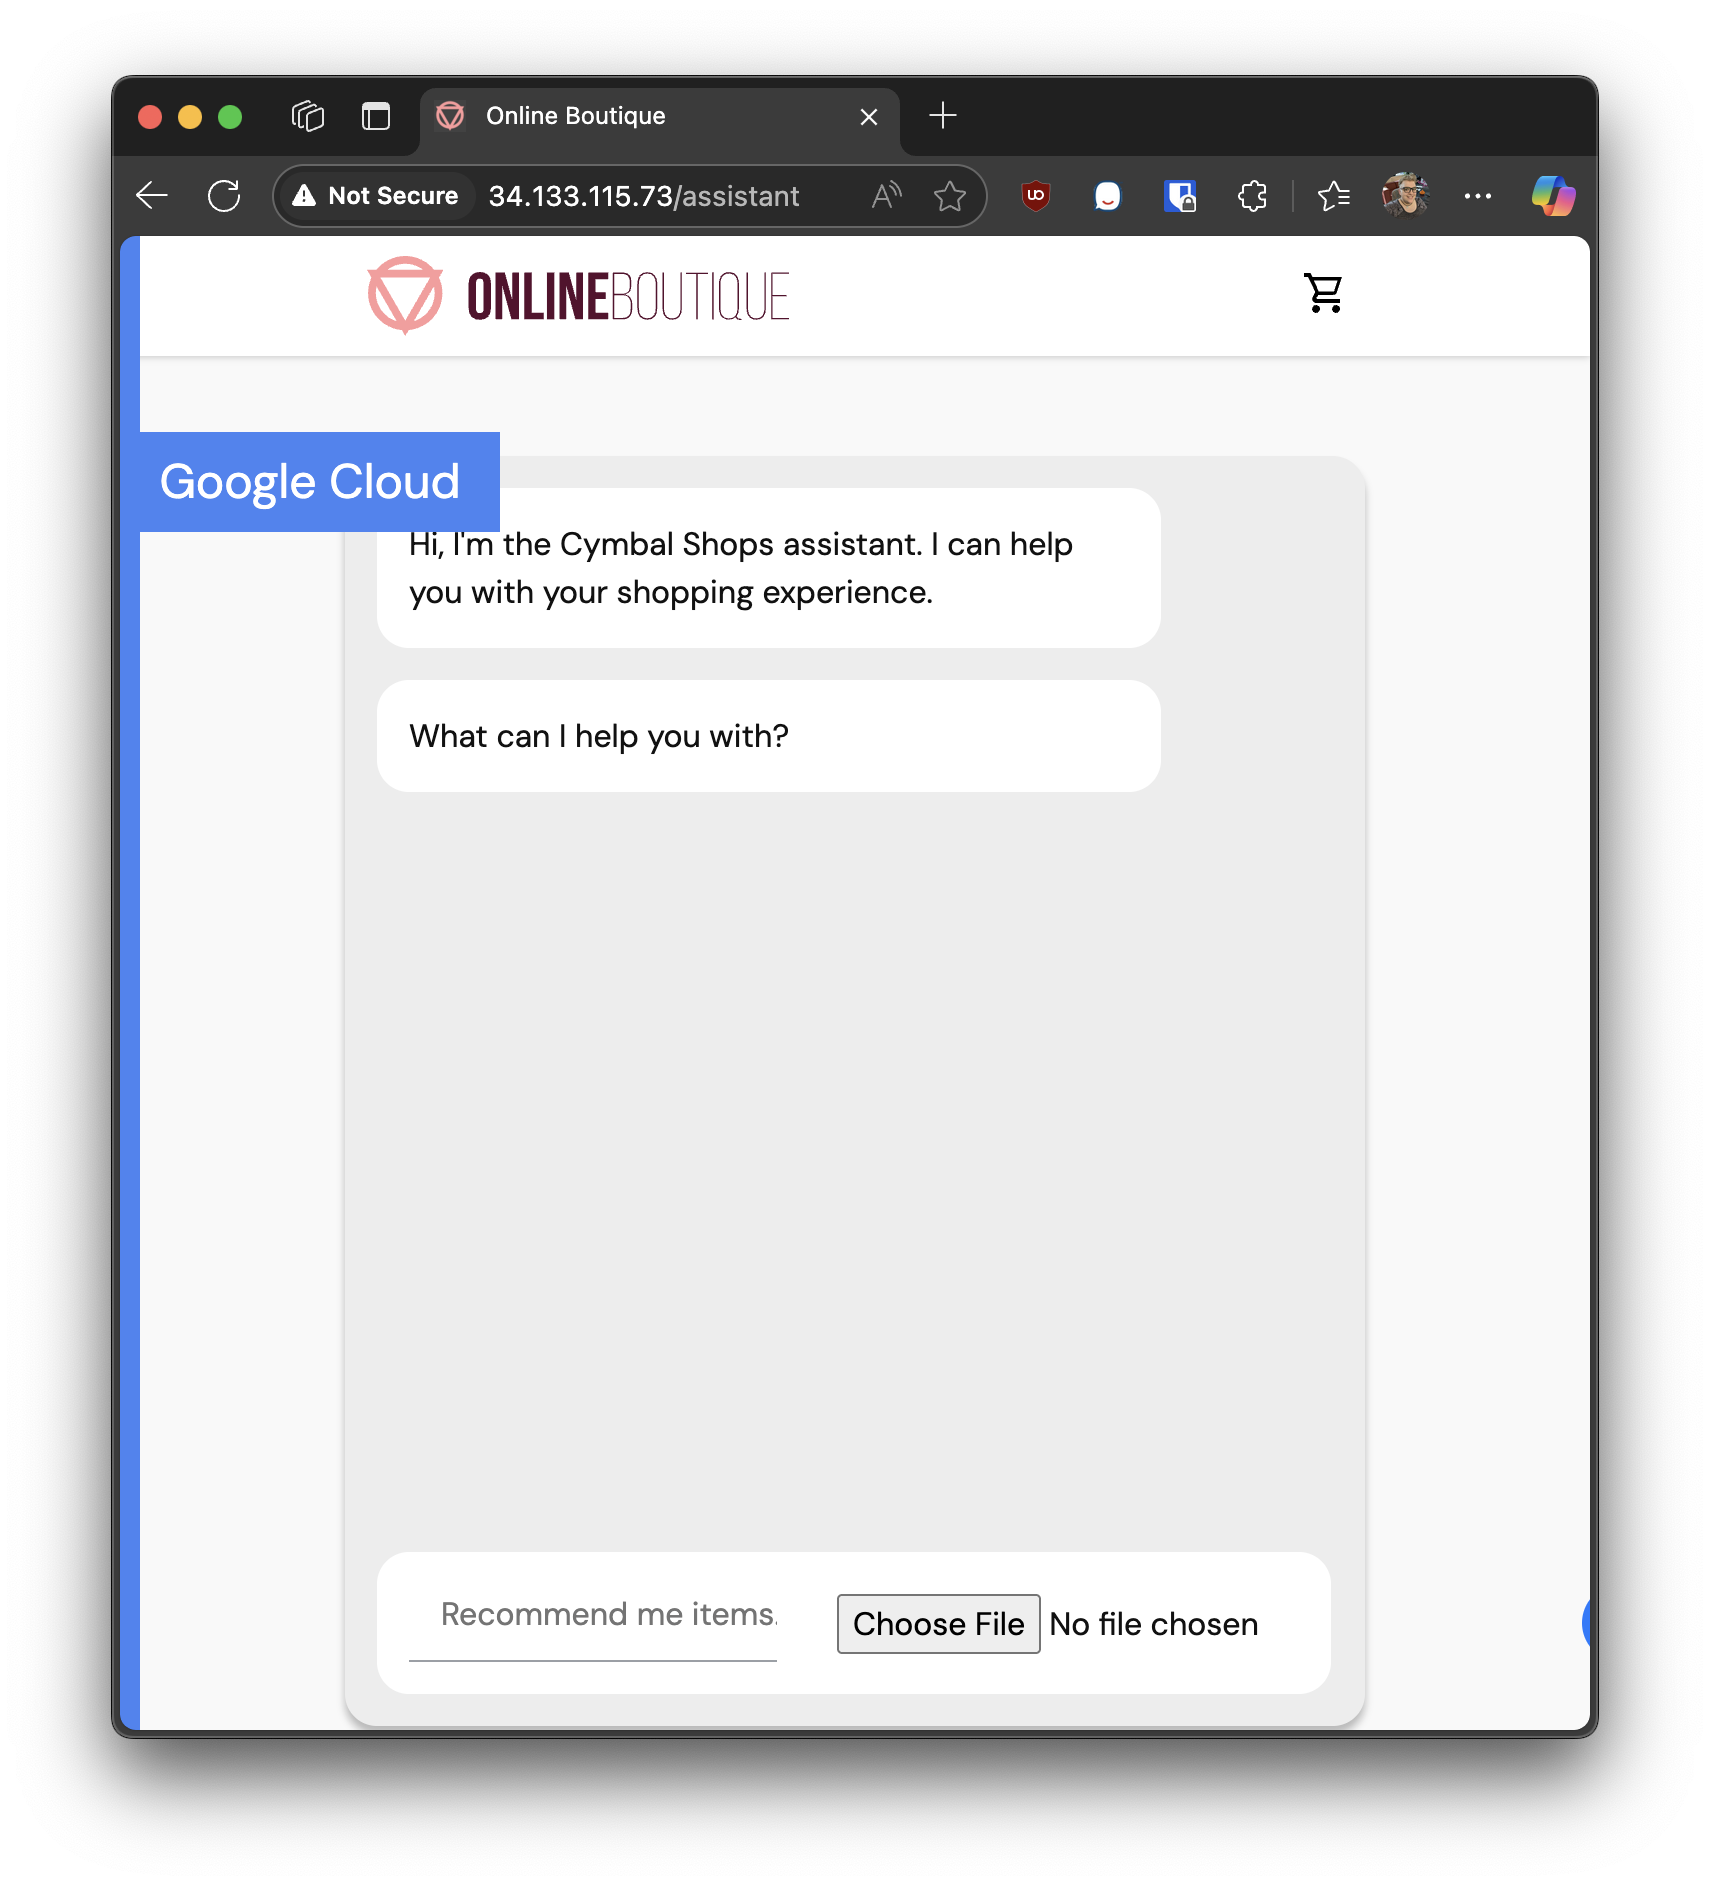 Online Boutique
Not Secure 34.133.115.73/assistant
ONLINEBOUTIQUE
Google Cloud
Hi, I'm the Cymbal Shops assistant. I can help
you with your shopping experience.
What can I help you with?
Recommend me items.
Choose File No file chosen